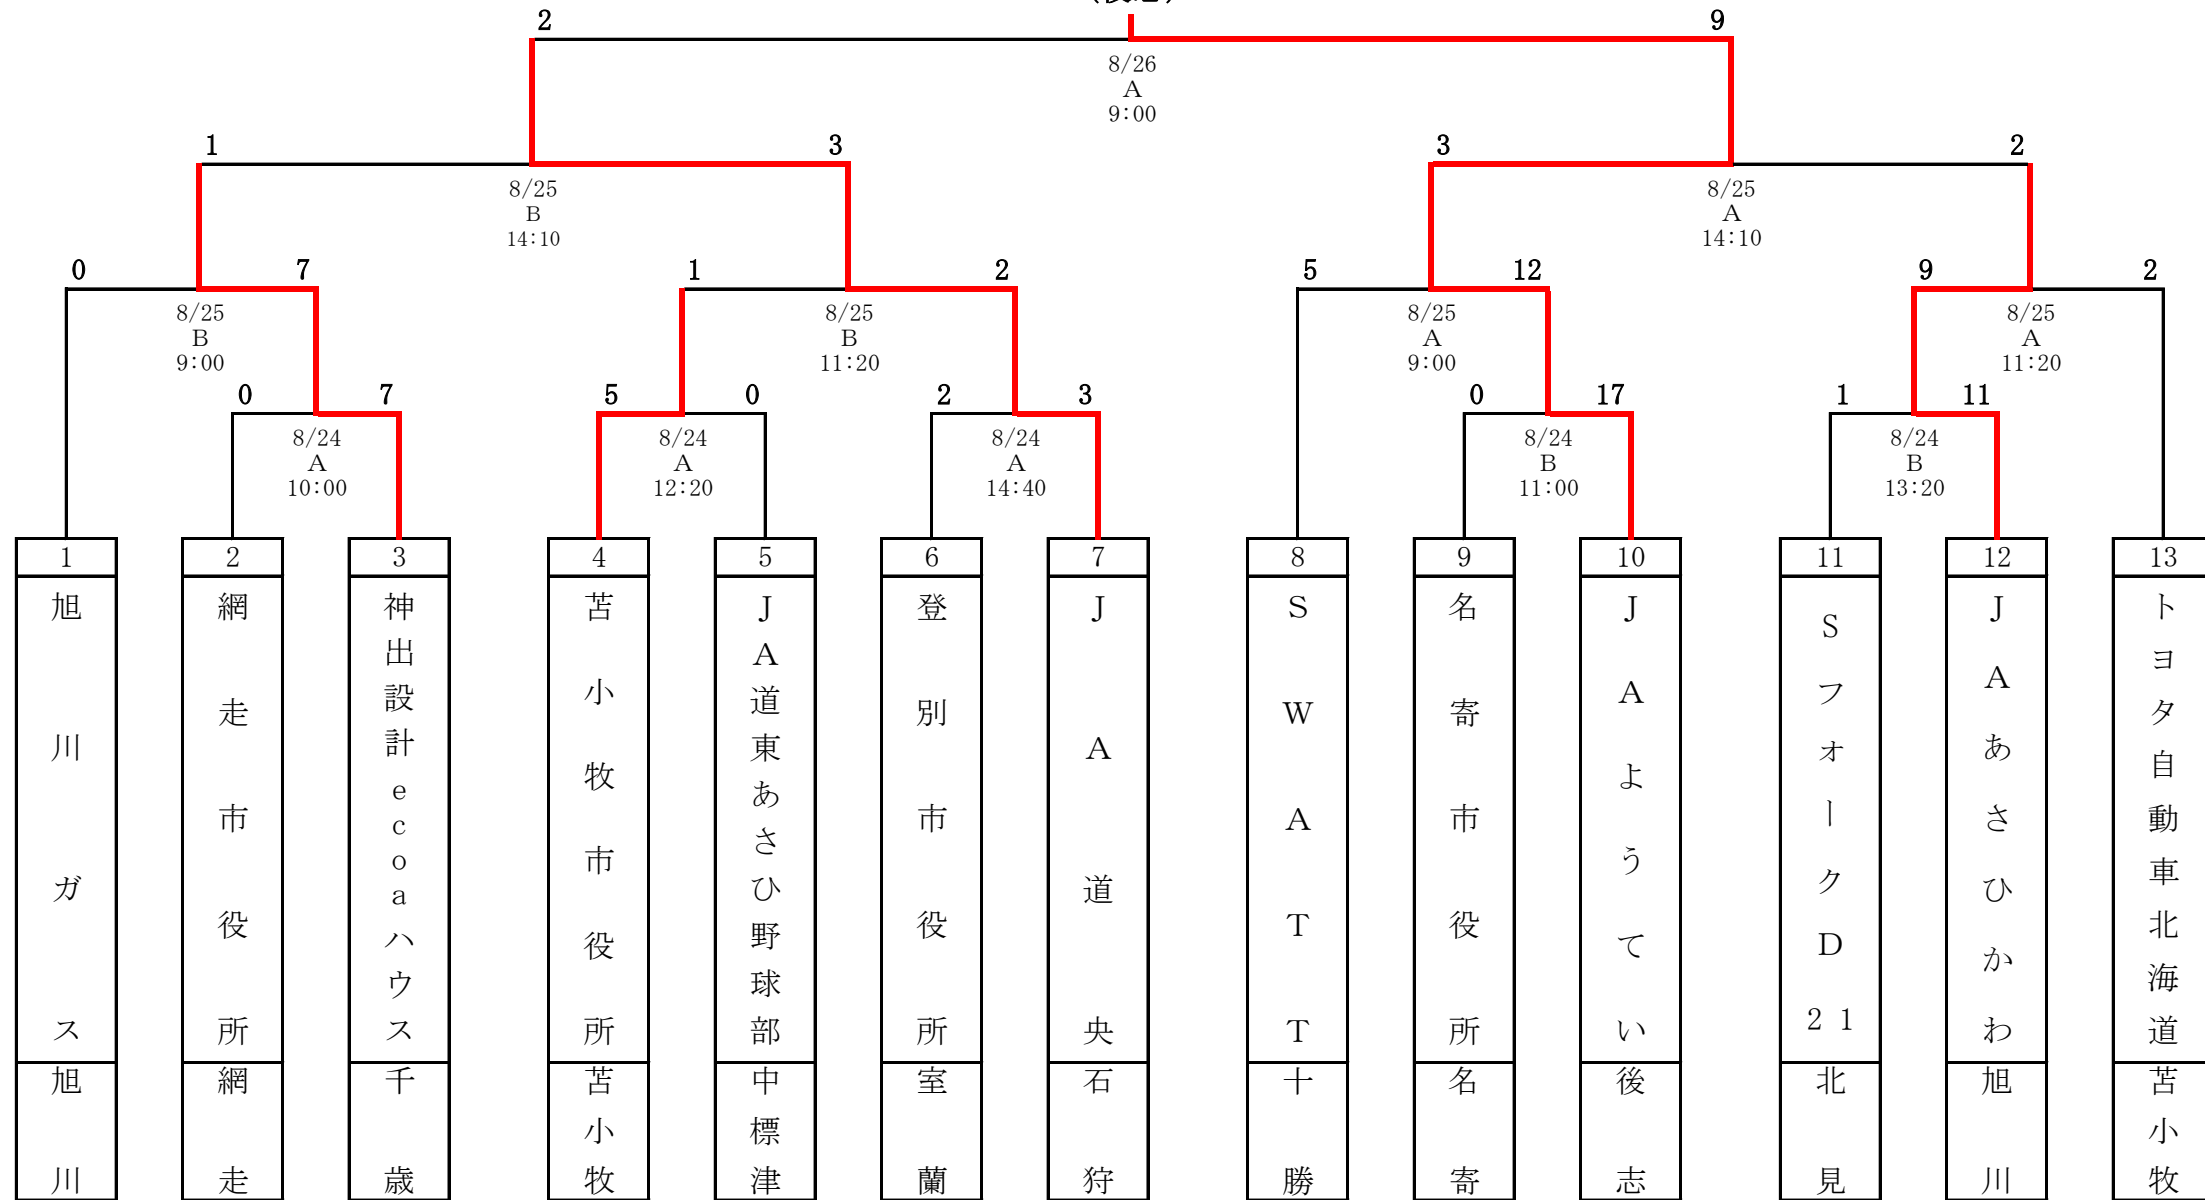 2 9
8/26
A
9:00
1 3 3 2
8/25 8/25
B A
14:10 14:10
0 7 1 2 5 12 9 2
8/25 8/25 8/25 8/25
B B A A
9:00 11:20 9:00 11:20
0 7 5 0 2 3 0 17 1 11
8/24 8/24 8/24 8/24 8/24
A A A B B
10:00 12:20 14:40 11:00 13:20
1 2 3 4 5 6 7 8 9 10 11 12 13
旭川ガス
網走市役所
神出設計ecoaハウス
苫小牧市役所
JA道東あさひ野球部
登別市役所
JA道央
SWATT
名寄市役所
JAようてい
SフォークD21
JAあさひかわ
トヨタ自動車北海道
旭川
網走
千歳
苫小牧
中標津
室蘭
石狩
十勝
名寄
後志
北見
旭川
苫小牧